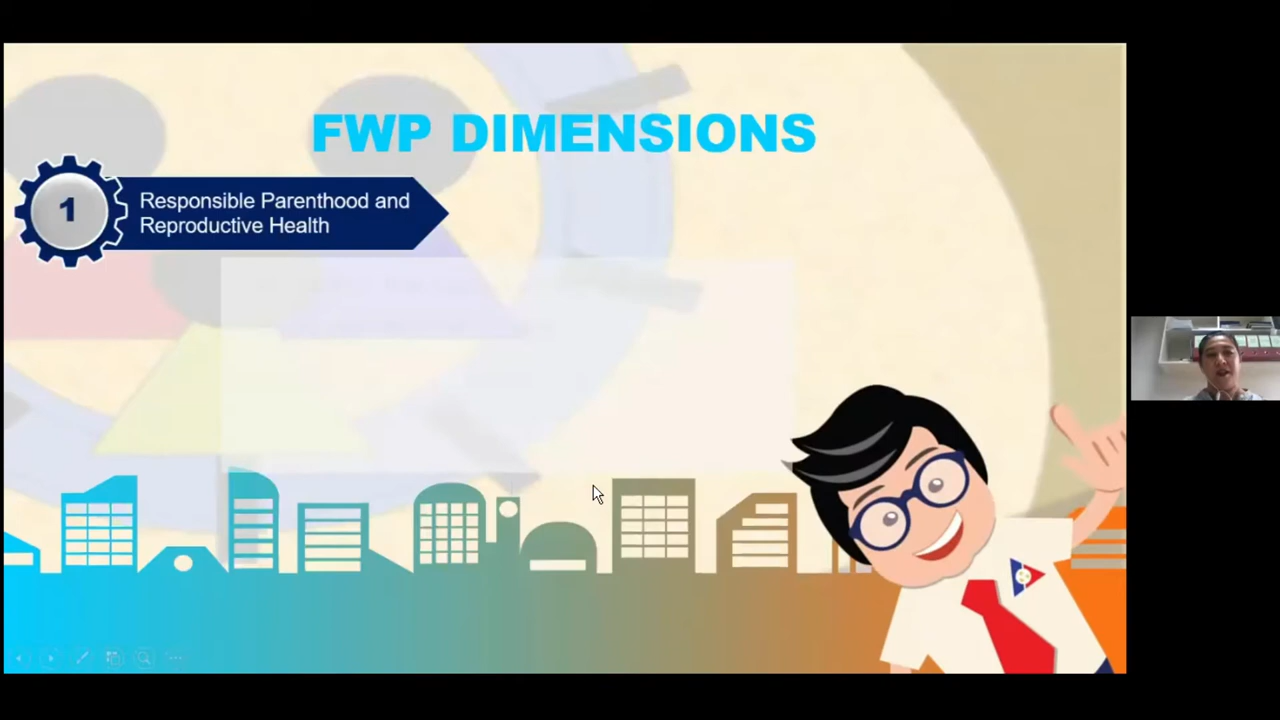 FWP DIMENSIONS
1
Responsible Parenthood and
Reproductive Health